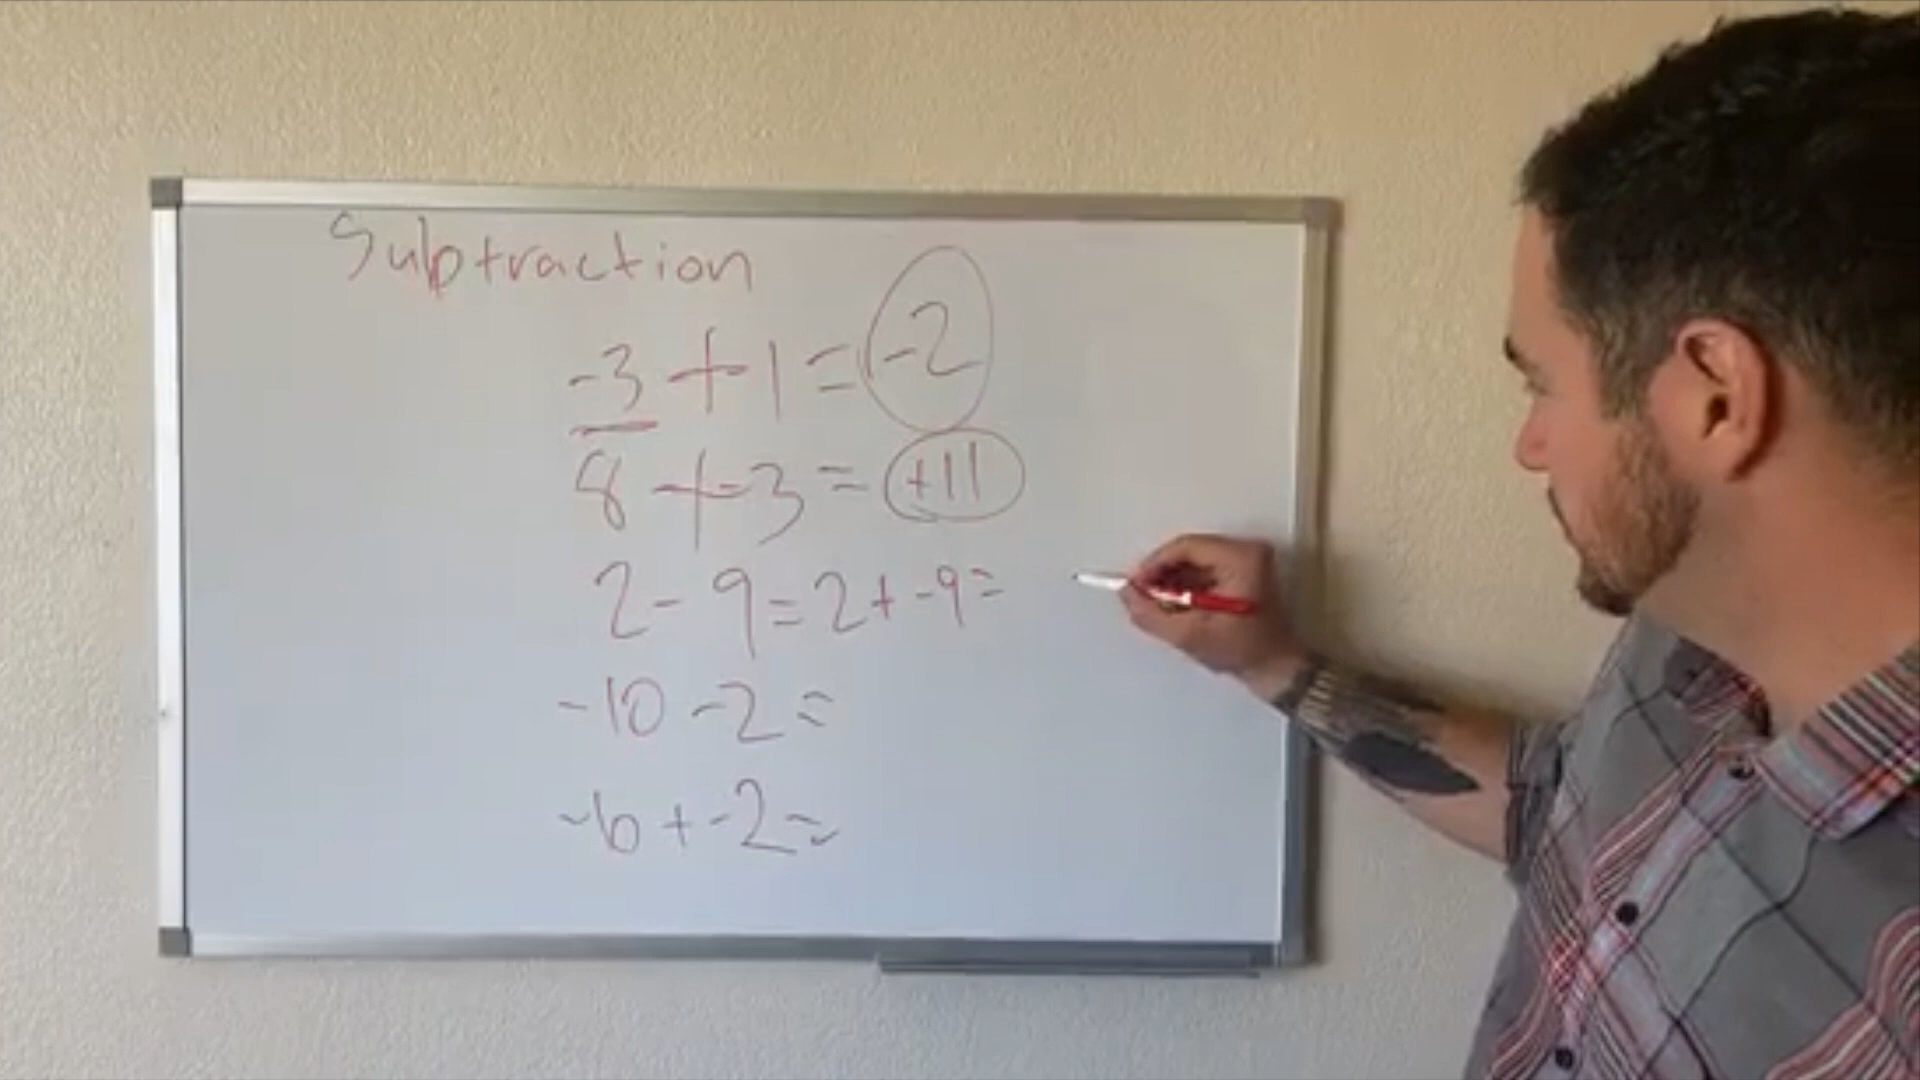 Subtraction
-3 + 1 = -2
8 + -3 = +11
2 - 9 = 2 + -9 =
-10 - 2 =
-6 + -2 =